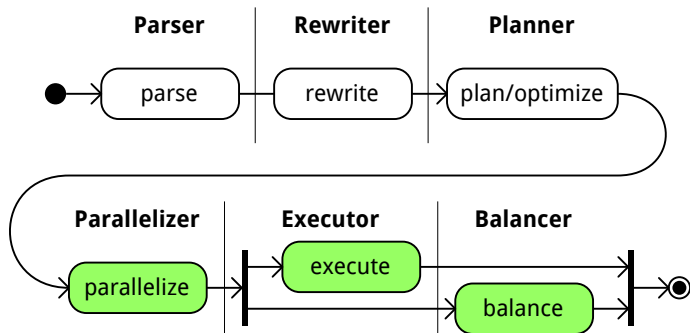 Parser Rewriter Planner
parse rewrite plan/optimize
Parallelizer Executor Balancer
execute
parallelize
balance